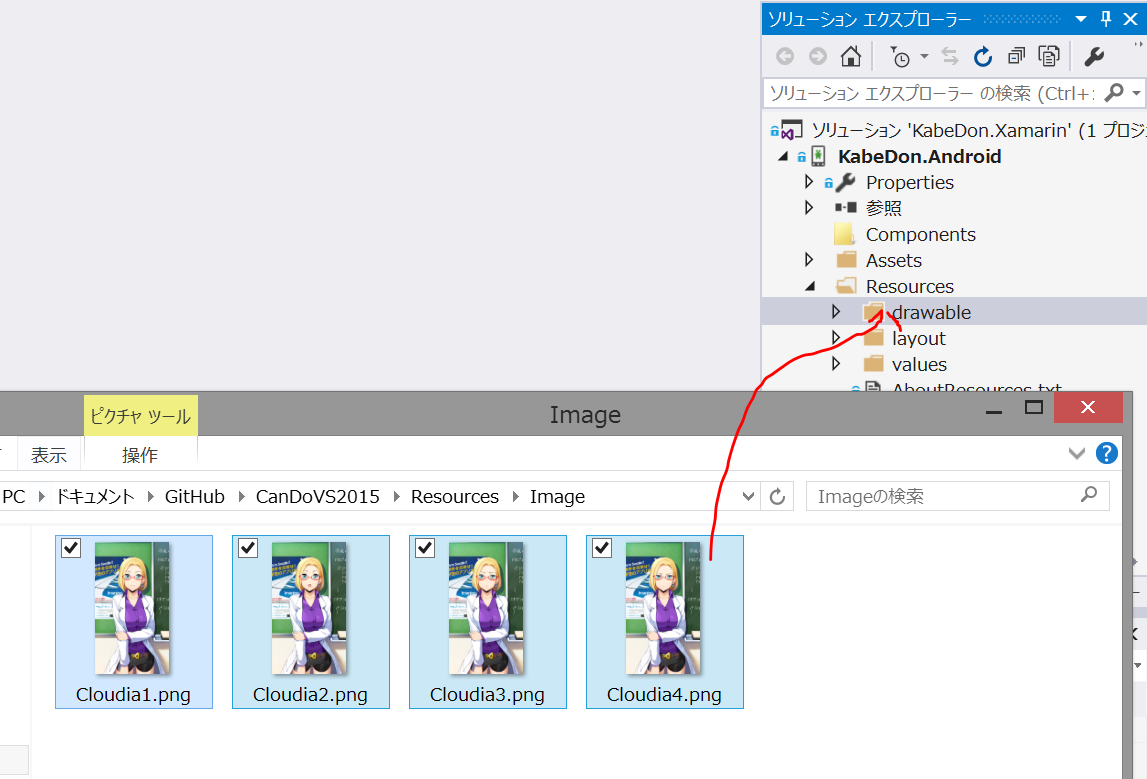 ソリューション エクスプローラー
ソリューション エクスプローラー の検索 (Ctrl+;
ソリューション 'KabeDon.Xamarin' (1 プロジ
KabeDon.Android
Properties
参照
Components
Assets
Resources
drawable
layout
values
AboutResources.txt
ピクチャ ツール
Image
表示
操作
PC
ドキュメント
GitHub
CanDoVS2015
Resources
Image
Imageの検索
Cloudia1.png
Cloudia2.png
Cloudia3.png
Cloudia4.png